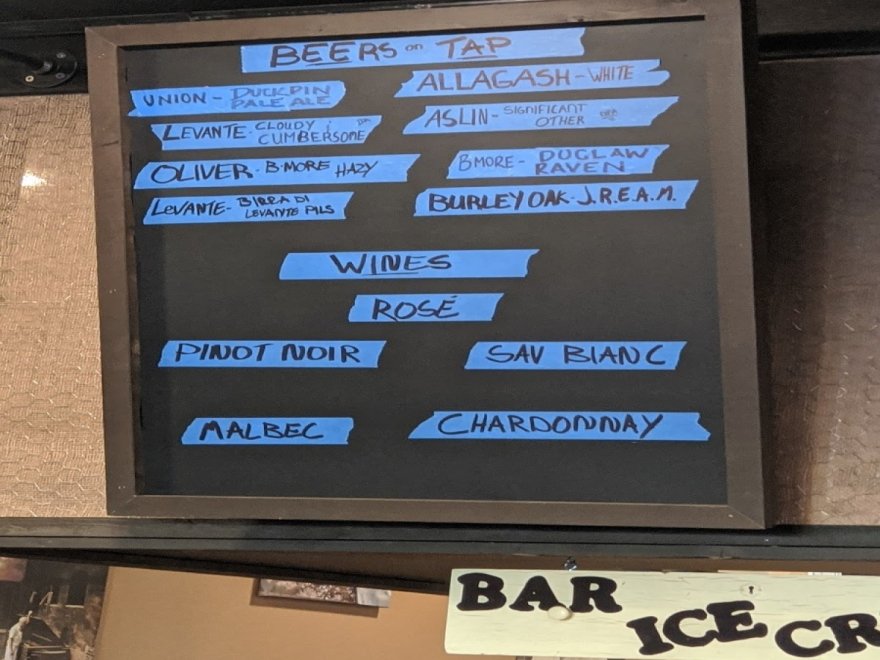 BEERS on TAP
UNION - DUCKPIN PALE ALE
ALLAGASH - WHITE
LEVANTE - CLOUDY & CUMBERSOME
ASLIN - SIGNIFICANT OTHER
OLIVER - B-MORE HAZY
BMORE - DUCLAW RAVEN
LEVANTE - BIRRA DI LEVANTE PILS
BURLEY OAK - J.R.E.A.M.
WINES
ROSÉ
PINOT NOIR
SAV BLANC
MALBEC
CHARDONNAY
BAR
ICE CR